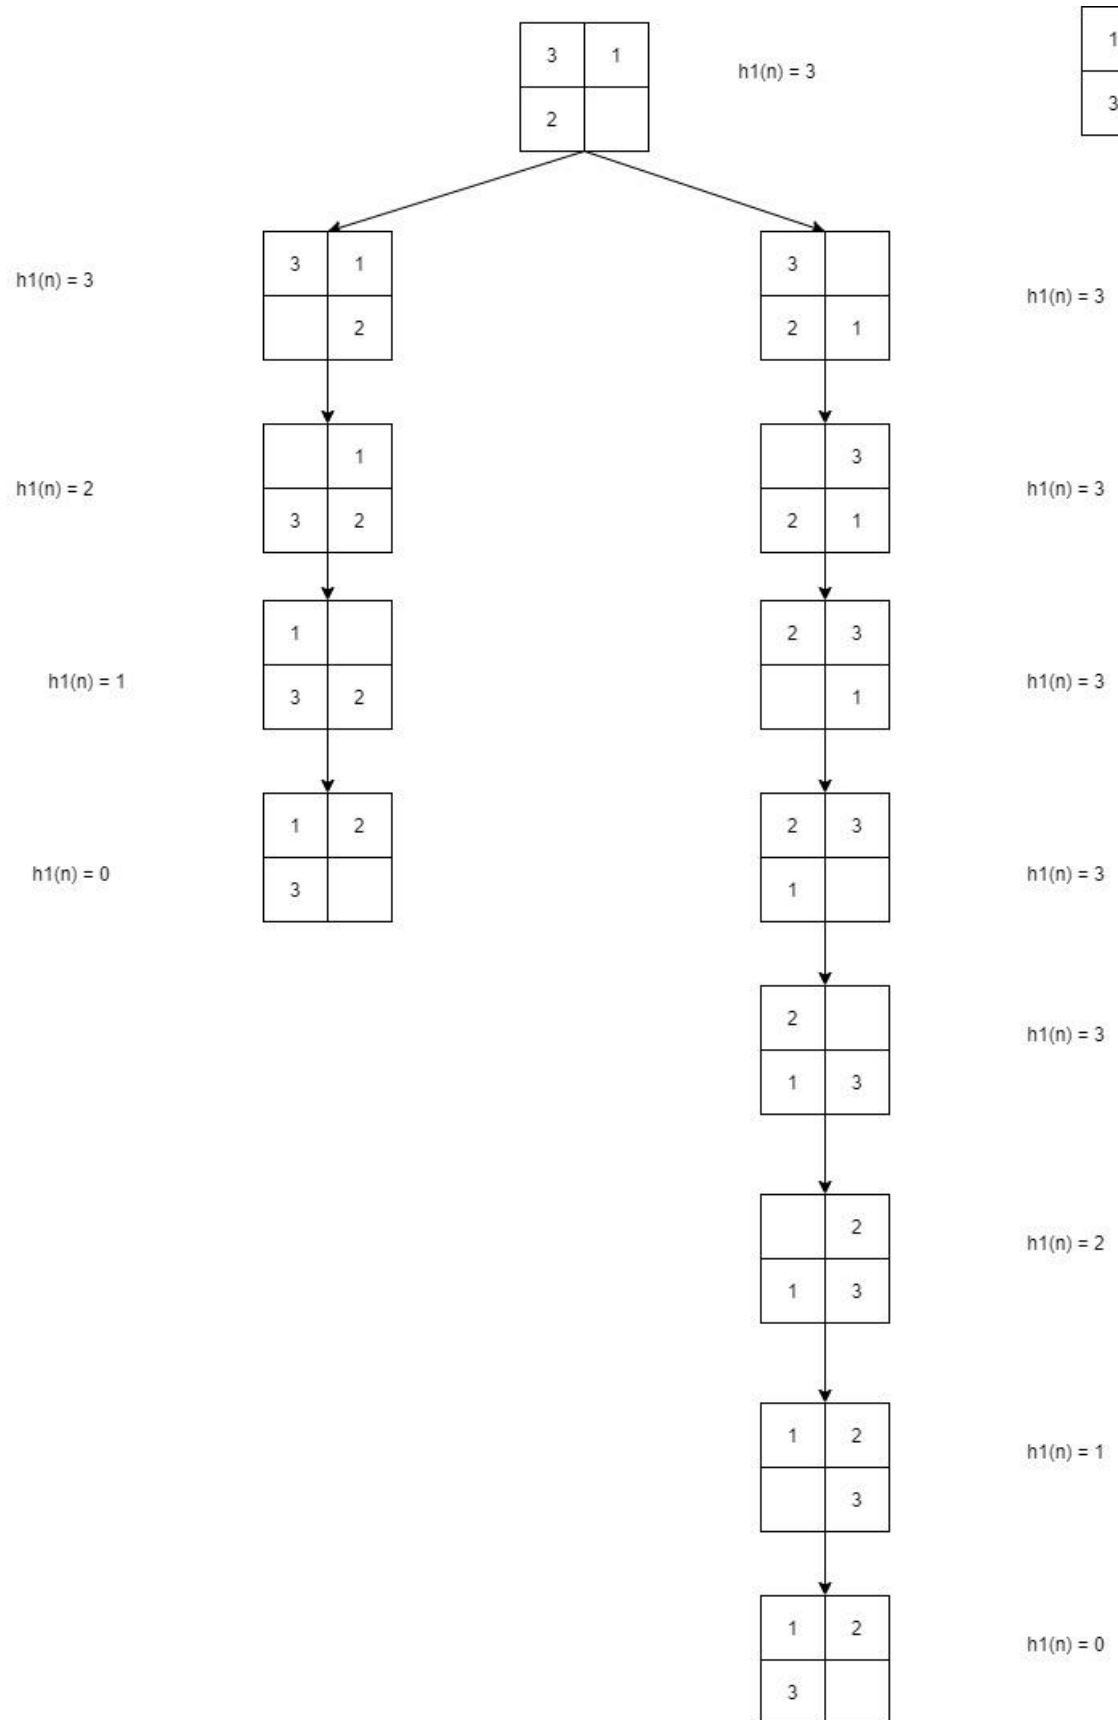 3 1
h1(n) = 3
1
2
3
3 1
3
h1(n) = 3
h1(n) = 3
2
2 1
1
3
h1(n) = 2
h1(n) = 3
3 2
2 1
1
2 3
h1(n) = 1
3 2
1
h1(n) = 3
1 2
2 3
h1(n) = 0
3
1
h1(n) = 3
2
h1(n) = 3
1 3
2
h1(n) = 2
1 3
1 2
h1(n) = 1
3
1 2
h1(n) = 0
3